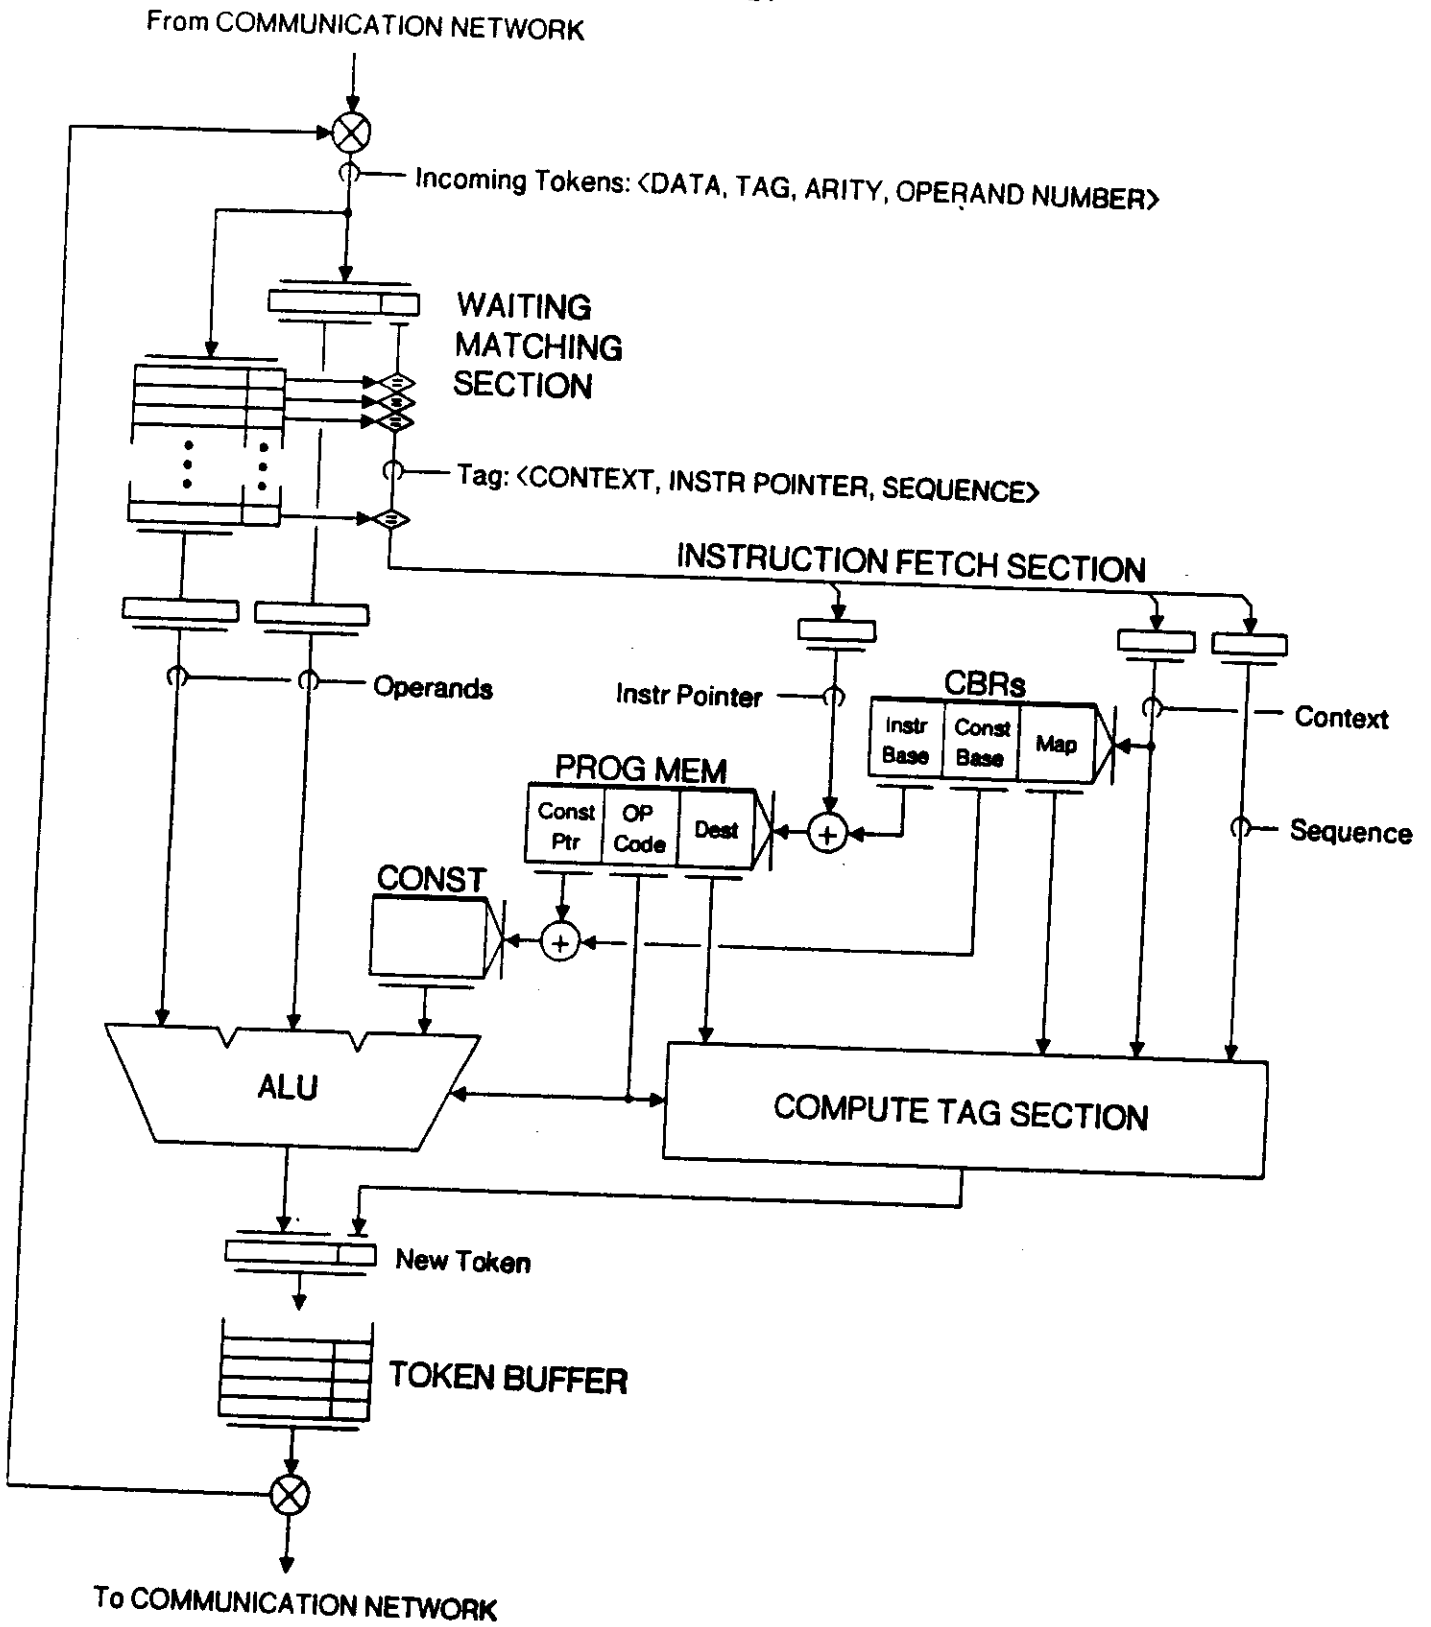 From COMMUNICATION NETWORK
Incoming Tokens: <DATA, TAG, ARITY, OPERAND NUMBER>
WAITING
MATCHING
SECTION
=
=
=
Tag: <CONTEXT, INSTR POINTER, SEQUENCE>
=
INSTRUCTION FETCH SECTION
Operands
Instr Pointer
CBRs
Context
Instr
Base
Const
Base
Map
PROG MEM
Const
Ptr
OP
Code
Dest
+
Sequence
CONST
+
ALU
COMPUTE TAG SECTION
New Token
TOKEN BUFFER
To COMMUNICATION NETWORK